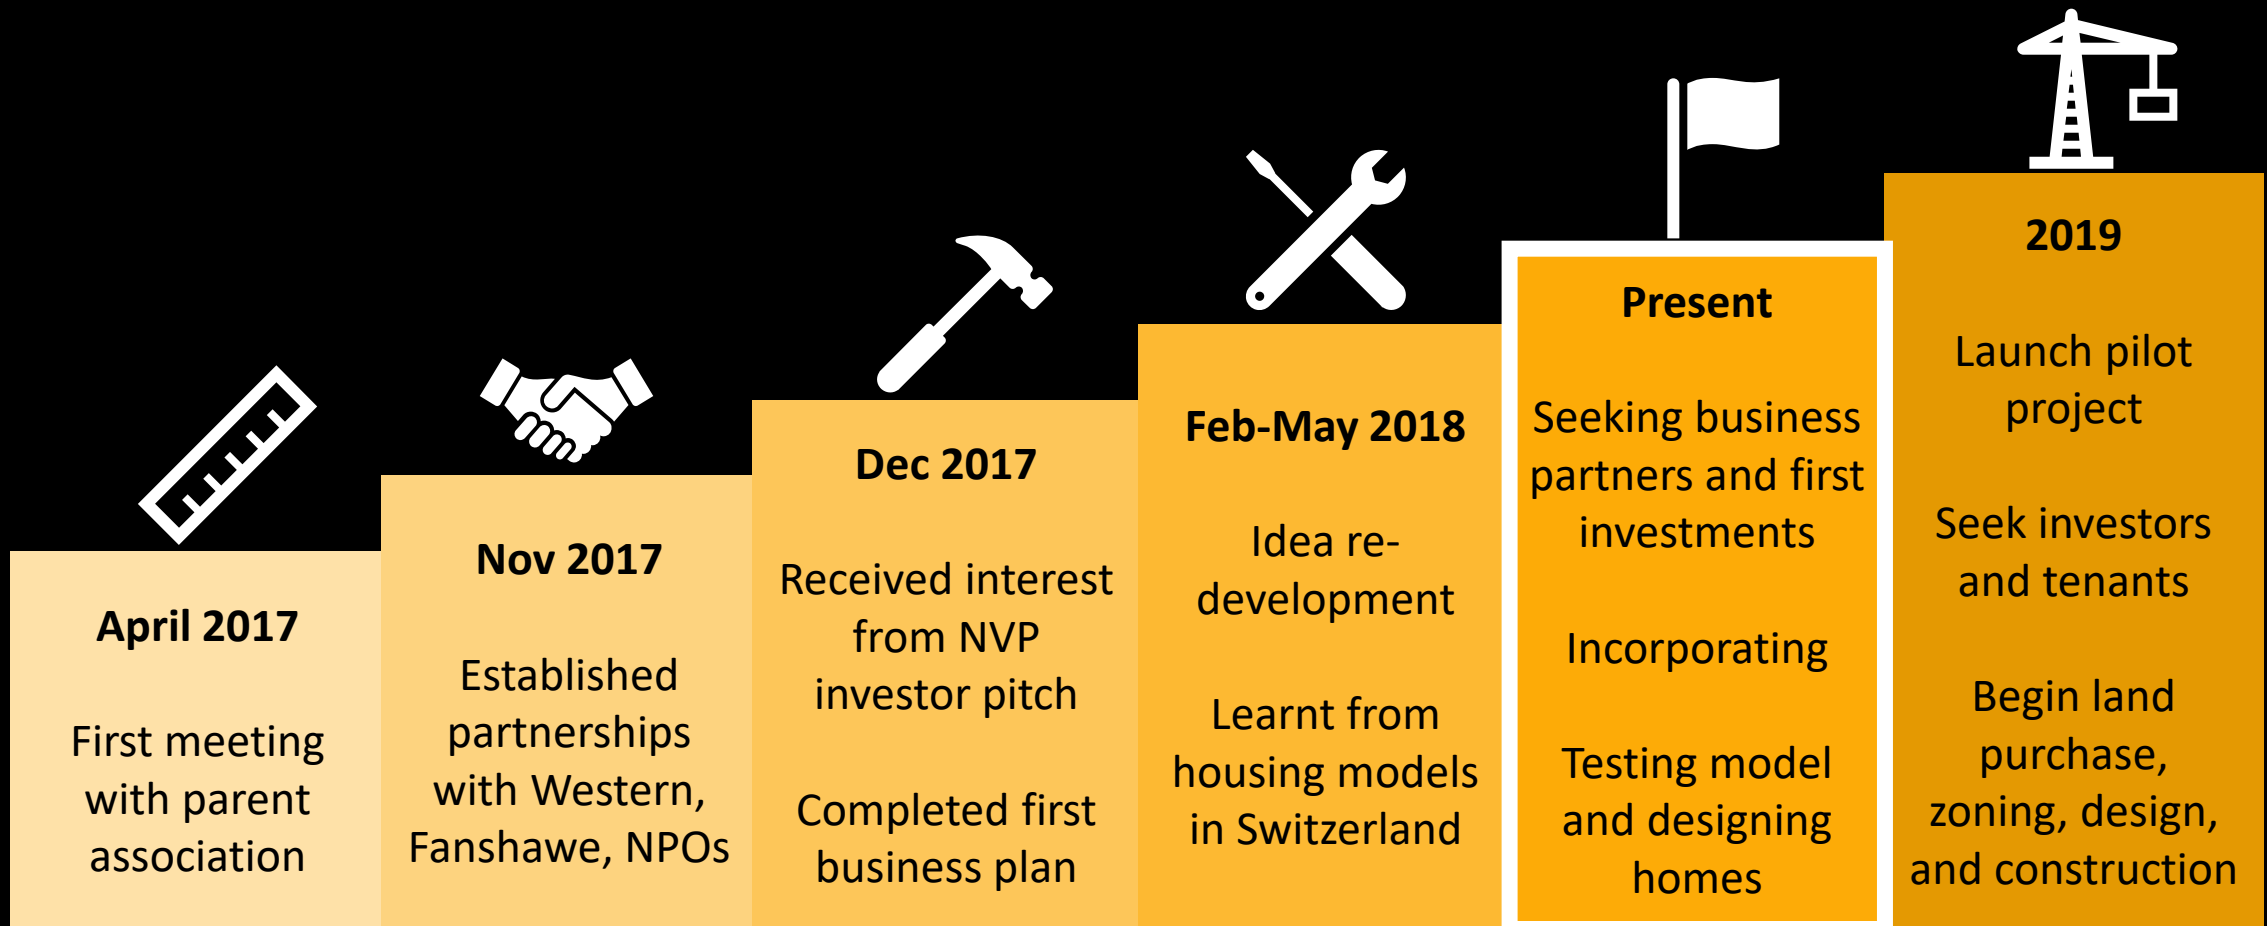 April 2017
First meeting
with parent
association
Nov 2017
Established
partnerships
with Western,
Fanshawe, NPOs
Dec 2017
Received interest
from NVP
investor pitch
Completed first
business plan
Feb-May 2018
Idea re-
development
Learnt from
housing models
in Switzerland
Present
Seeking business
partners and first
investments
Incorporating
Testing model
and designing
homes
2019
Launch pilot
project
Seek investors
and tenants
Begin land
purchase,
zoning, design,
and construction